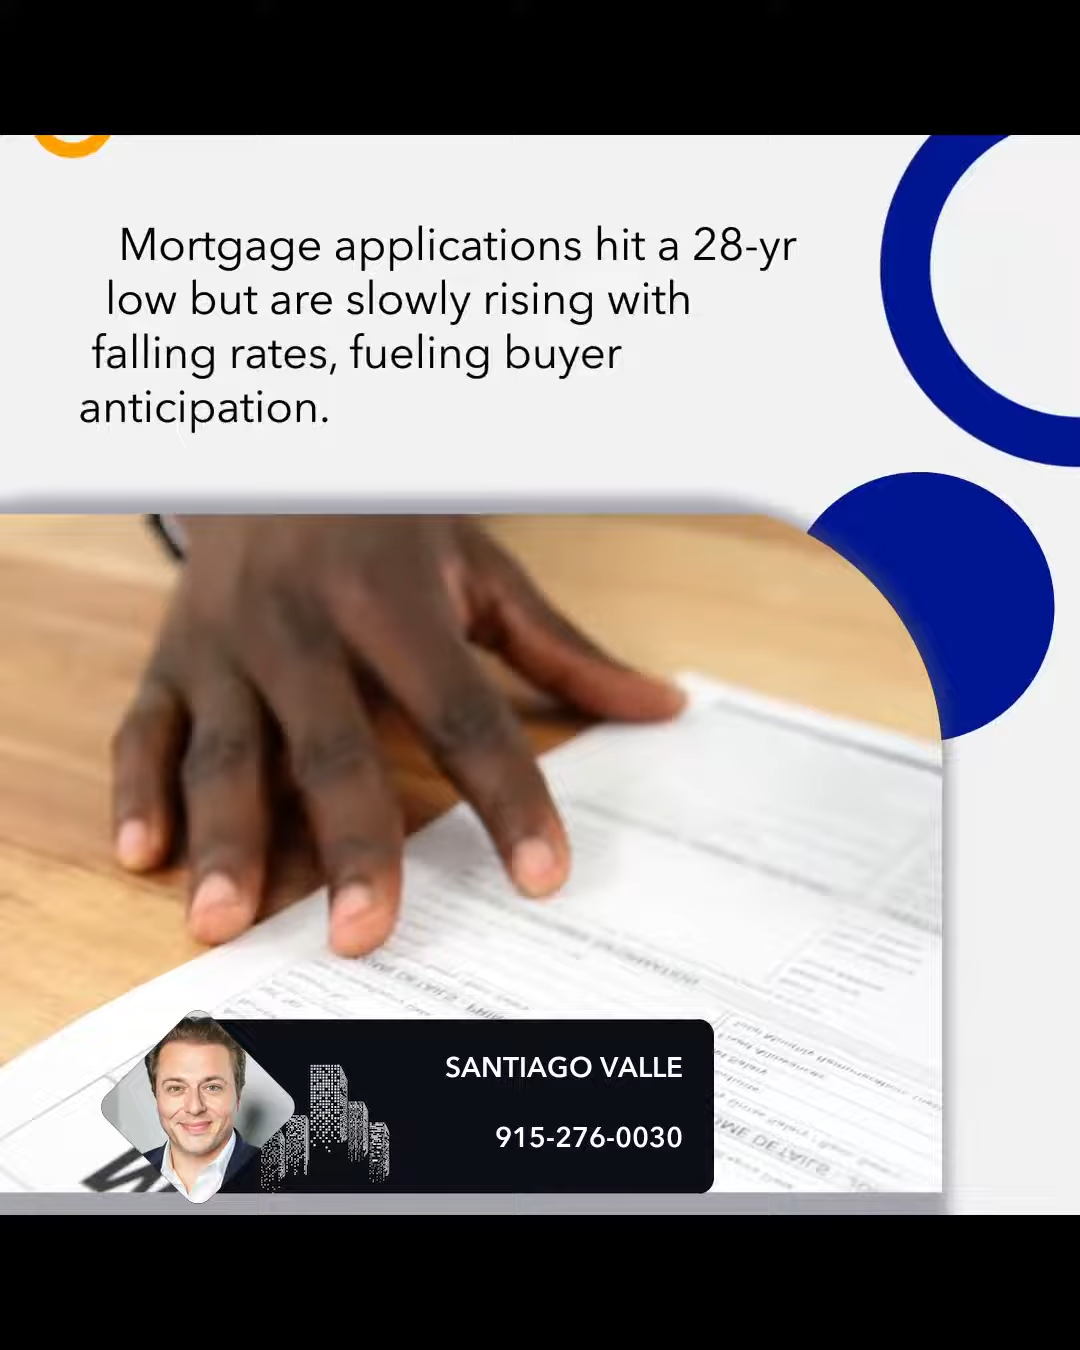 Mortgage applications hit a 28-yr
low but are slowly rising with
falling rates, fueling buyer
anticipation.
SANTIAGO VALLE
915-276-0030